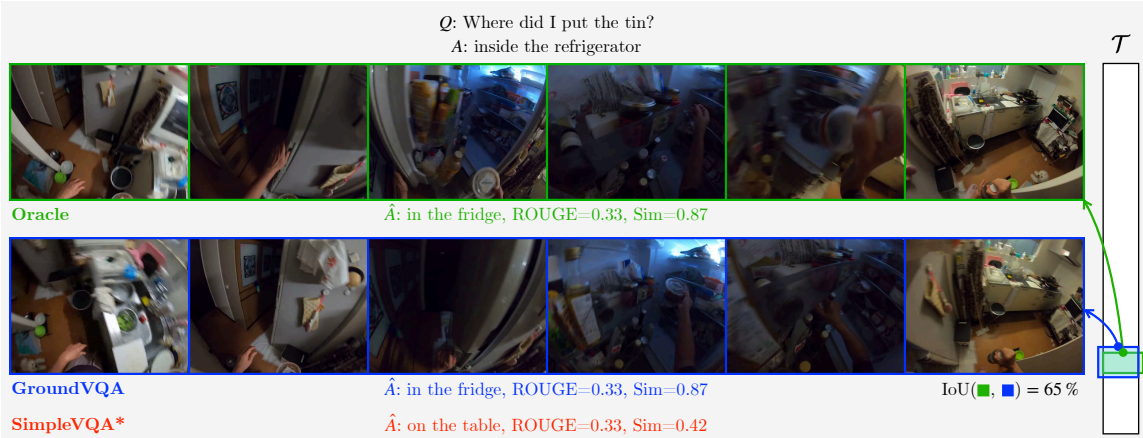 Q: Where did I put the tin?
A: inside the refrigerator
𝒯
Oracle
Â: in the fridge, ROUGE=0.33, Sim=0.87
GroundVQA
Â: in the fridge, ROUGE=0.33, Sim=0.87
IoU(■, ■) = 65 %
SimpleVQA*
Â: on the table, ROUGE=0.33, Sim=0.42